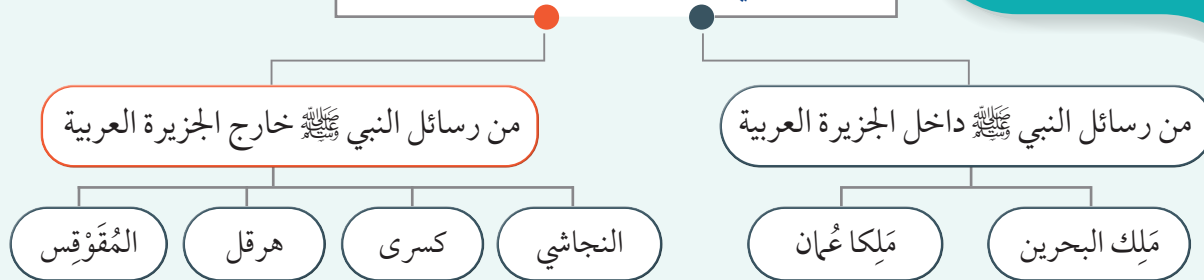 من رسائل النبي ﷺ داخل الجزيرة العربية
من رسائل النبي ﷺ خارج الجزيرة العربية
مَلِك البحرين
مَلِكا عُمان
النجاشي
كسرى
هرقل
المُقَوْقِس